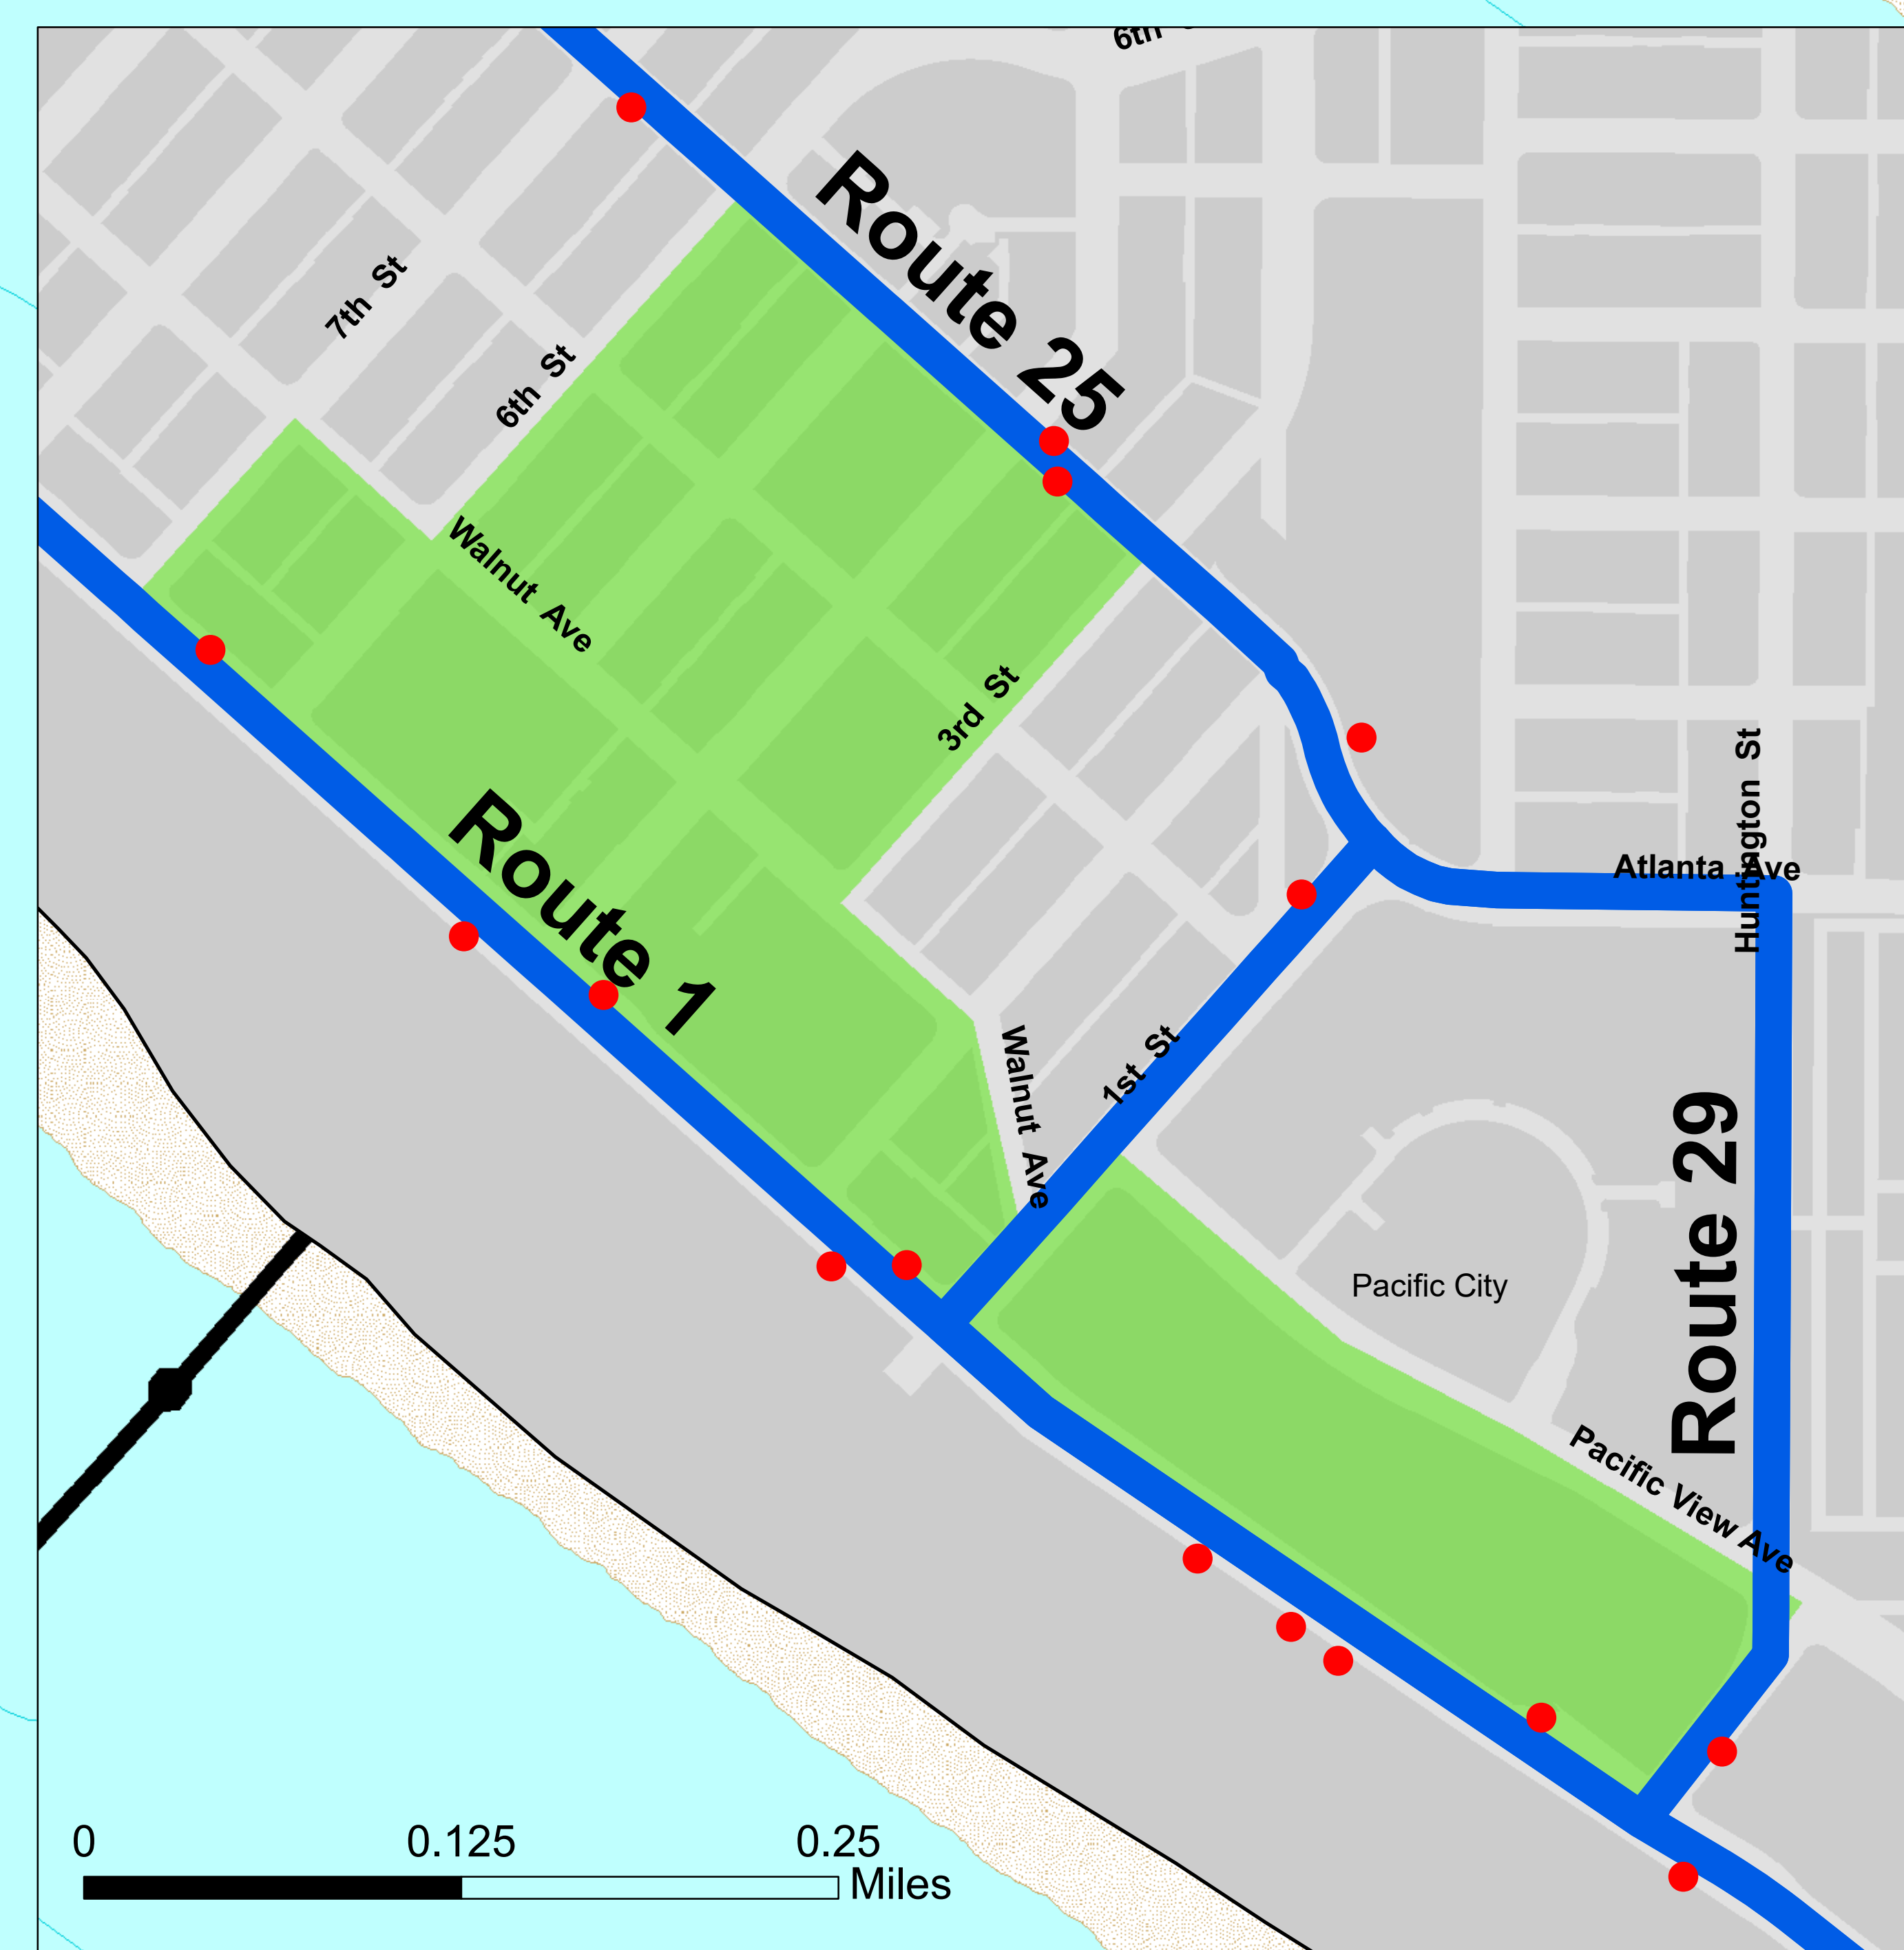 6th
Route 25
7th St
6th St
Walnut Ave
3rd St
Huntington St
Atlanta Ave
Route 1
Walnut Ave
1st St
Route 29
Pacific City
Pacific View Ave
0 0.125 0.25
Miles